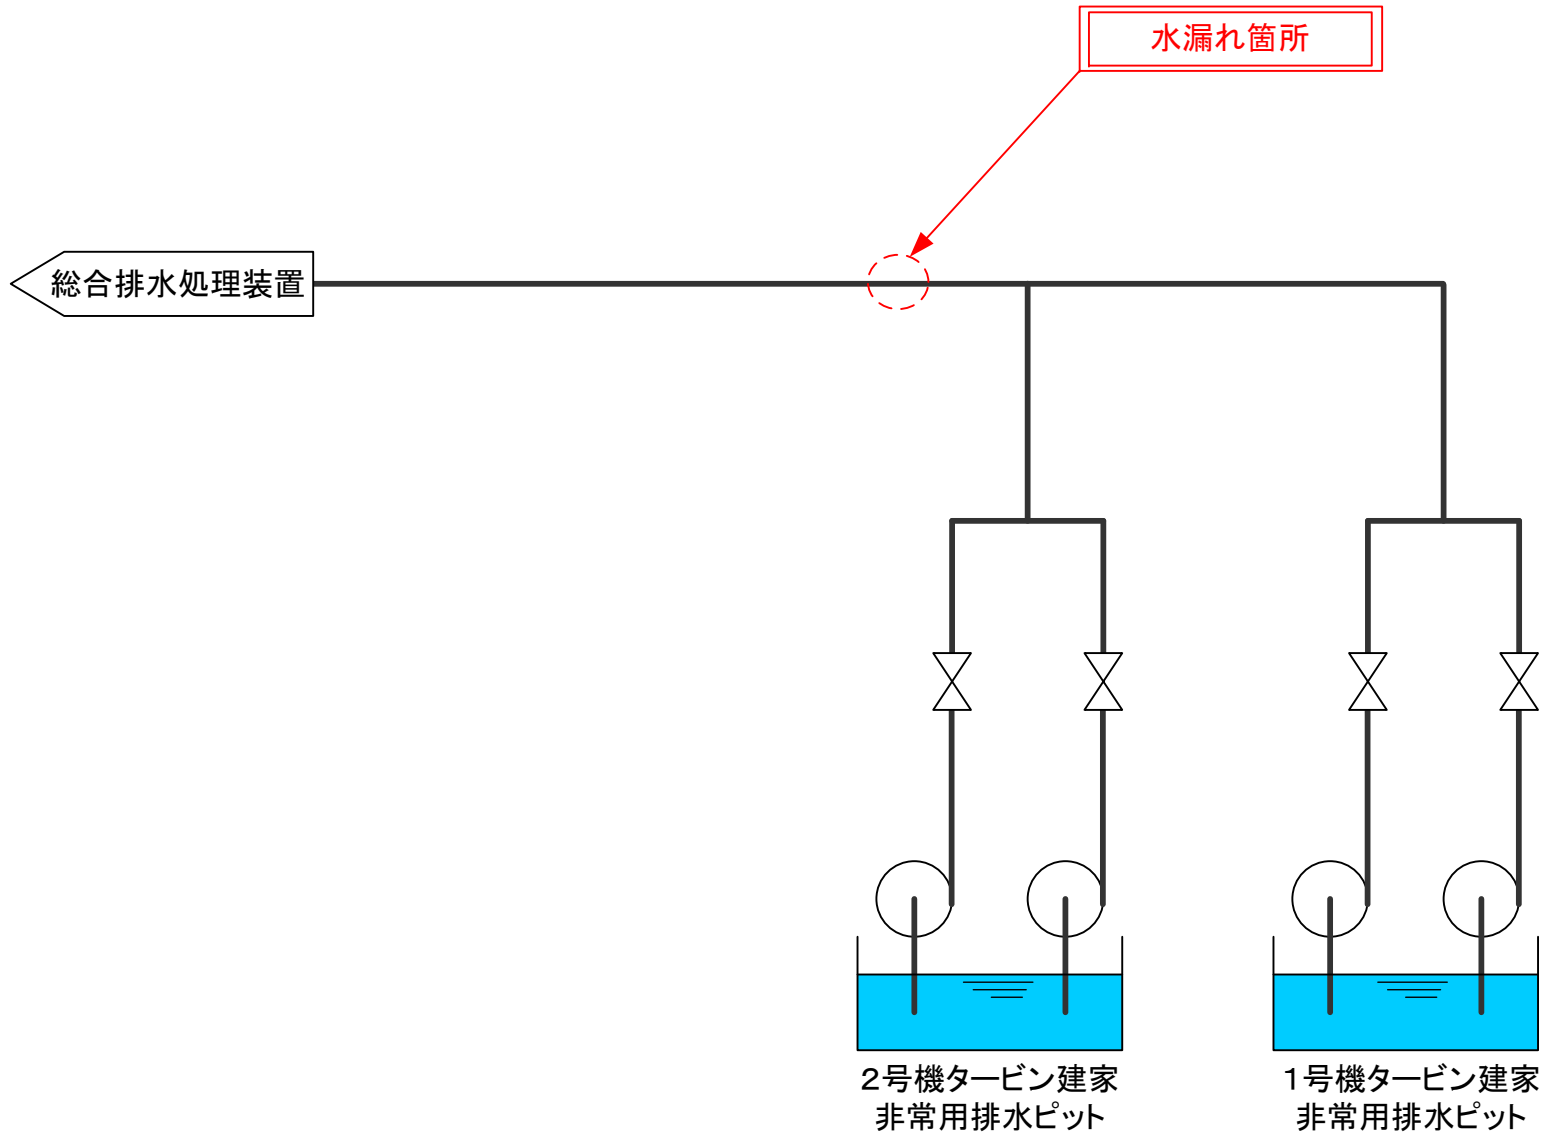 水漏れ箇所
総合排水処理装置
２号機タービン建家
非常用排水ピット
１号機タービン建家
非常用排水ピット